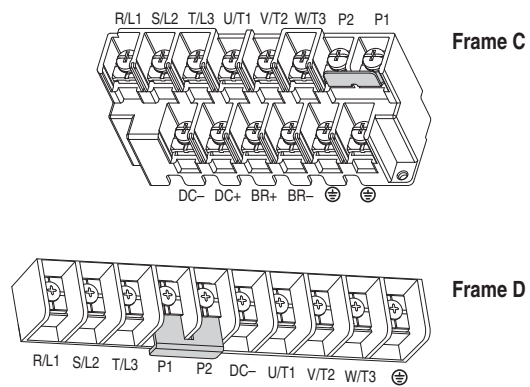 R/L1 S/L2 T/L3 U/T1 V/T2 W/T3 P2 P1
Frame C
DC– DC+ BR+ BR–
Frame D
R/L1 S/L2 T/L3 P1 P2 DC– U/T1 V/T2 W/T3